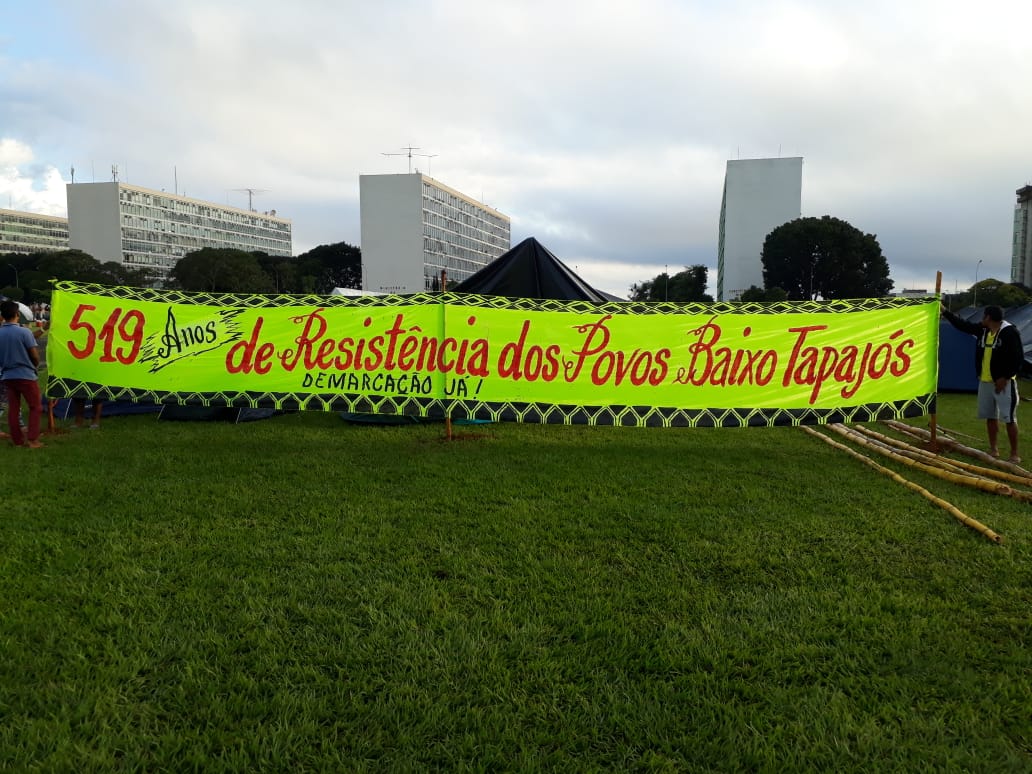 519 Anos de Resistência dos Povos Baixo Tapajós
DEMARCAÇÃO JÁ!